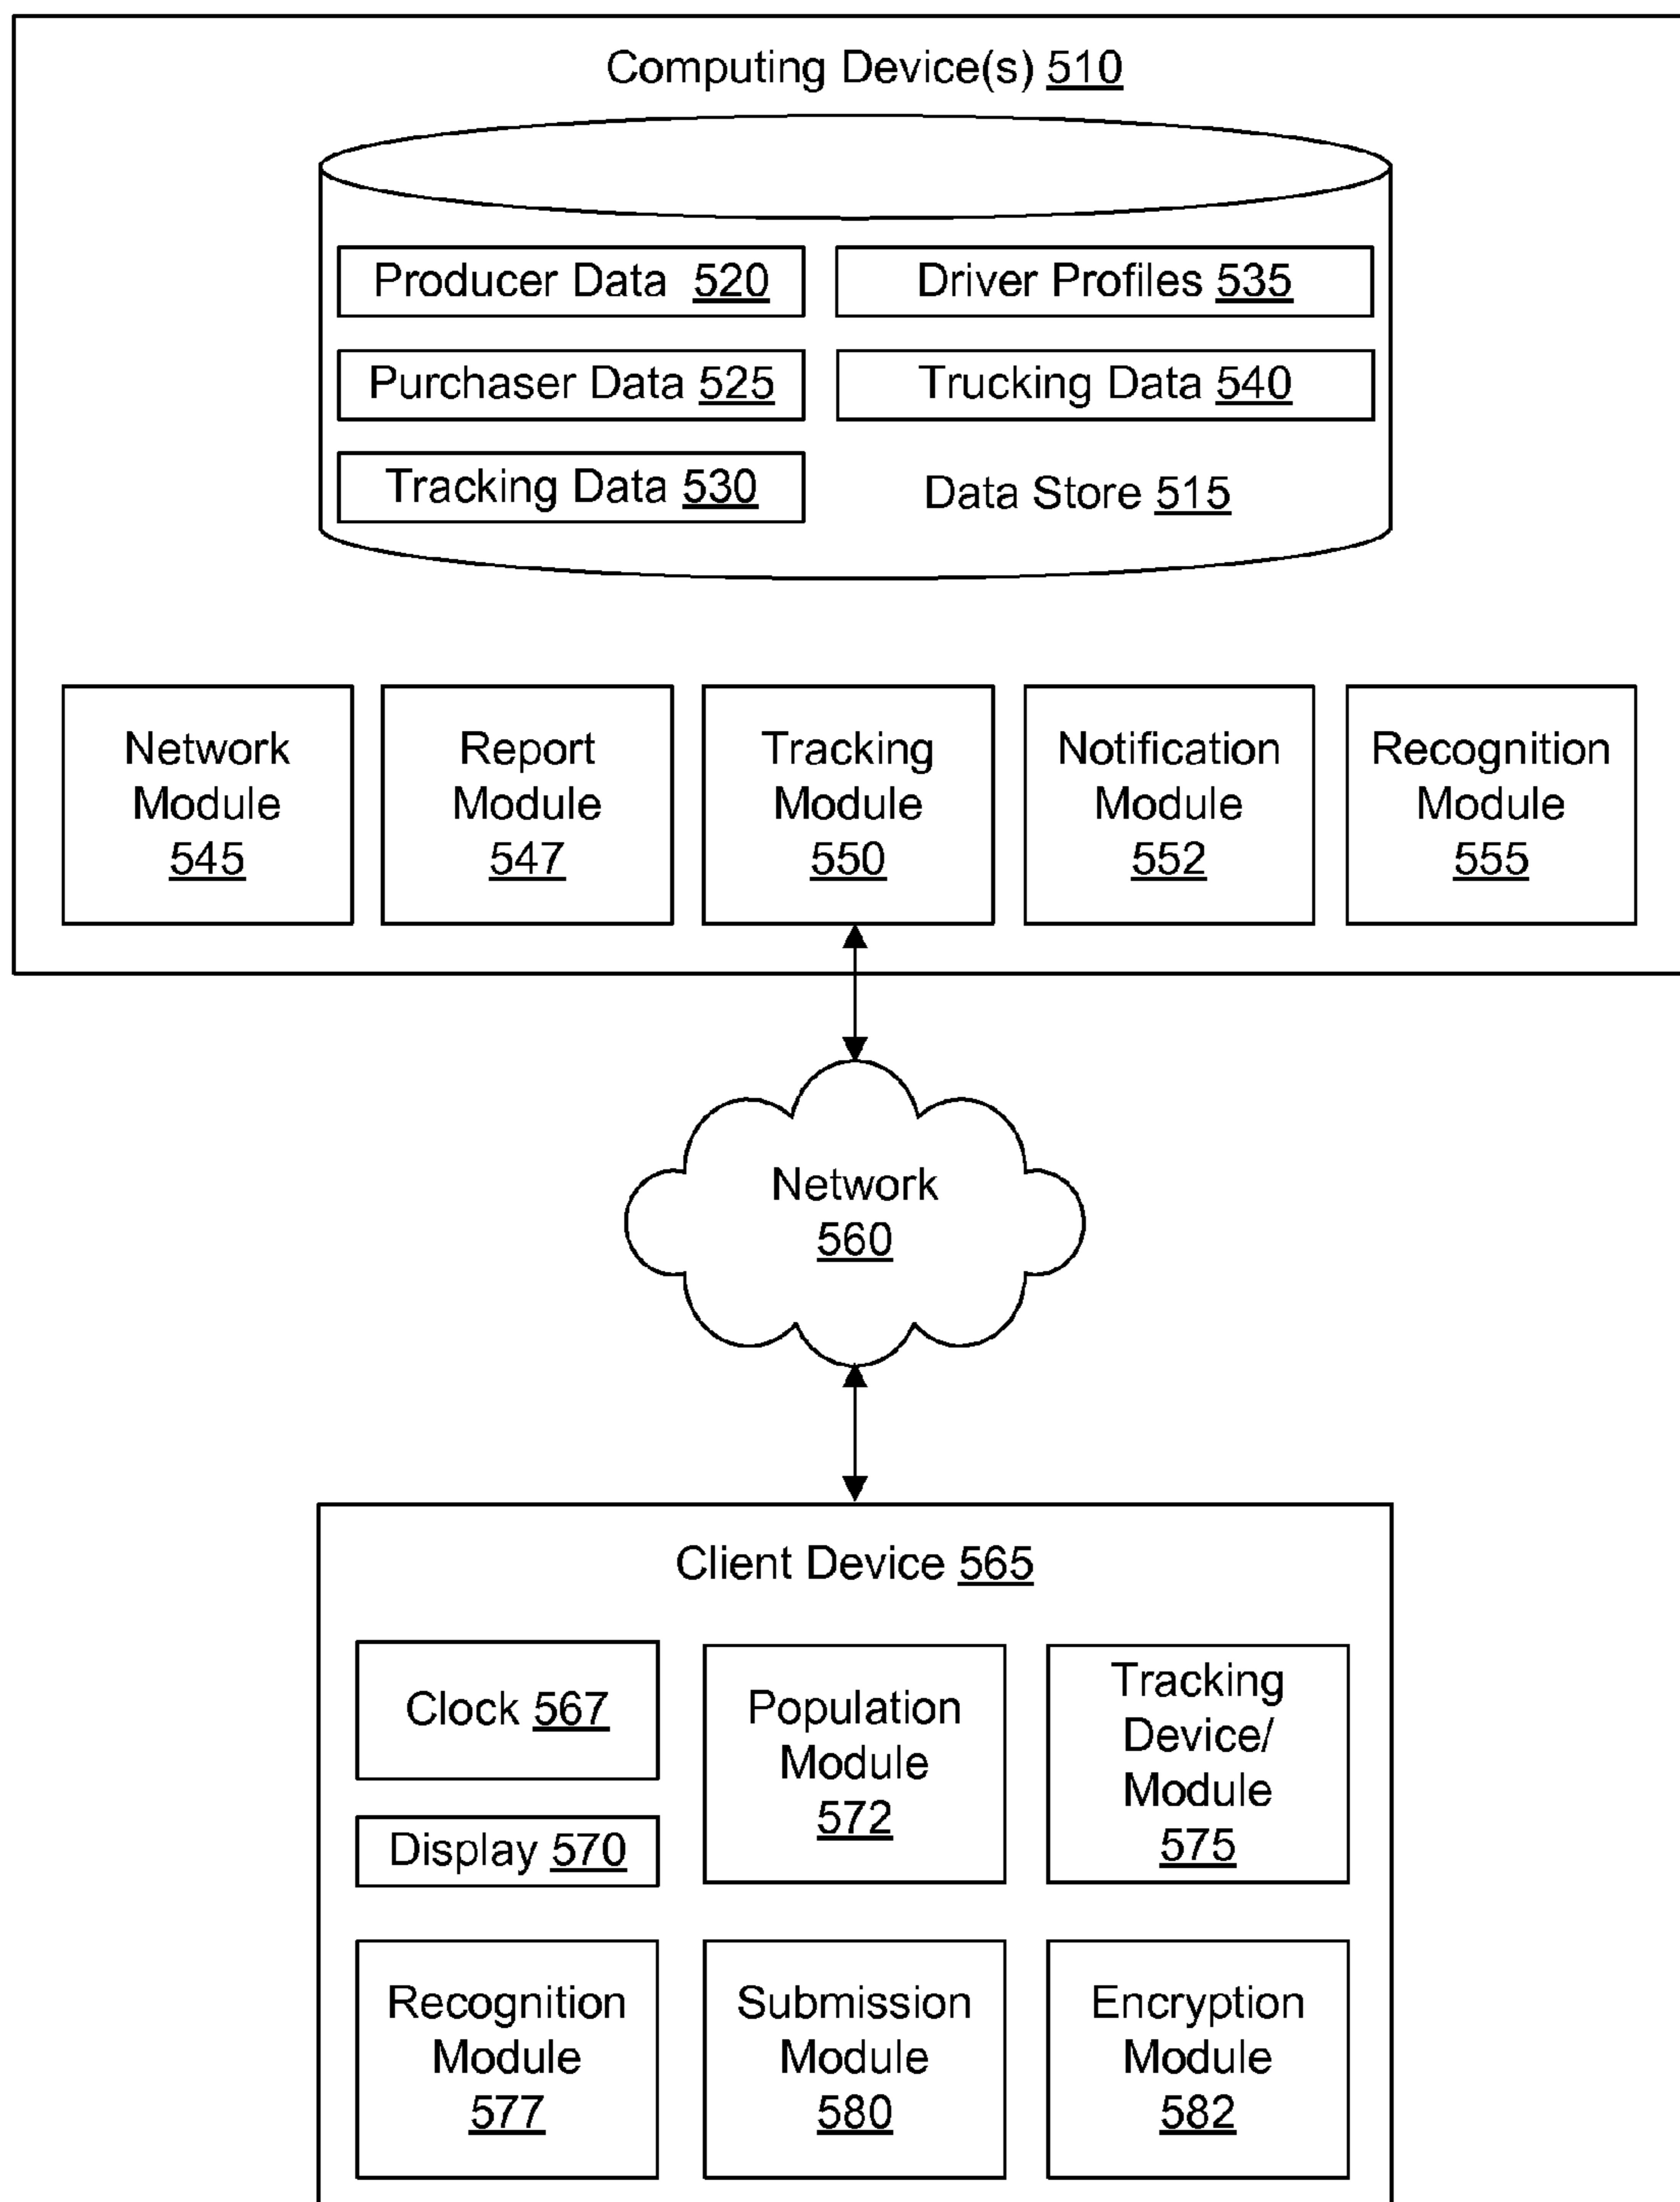 Computing Device(s) 510
Producer Data 520
Driver Profiles 535
Purchaser Data 525
Trucking Data 540
Tracking Data 530
Data Store 515
Network
Module
545
Report
Module
547
Tracking
Module
550
Notification
Module
552
Recognition
Module
555
Network
560
Client Device 565
Clock 567
Display 570
Population
Module
572
Tracking
Device/
Module
575
Recognition
Module
577
Submission
Module
580
Encryption
Module
582